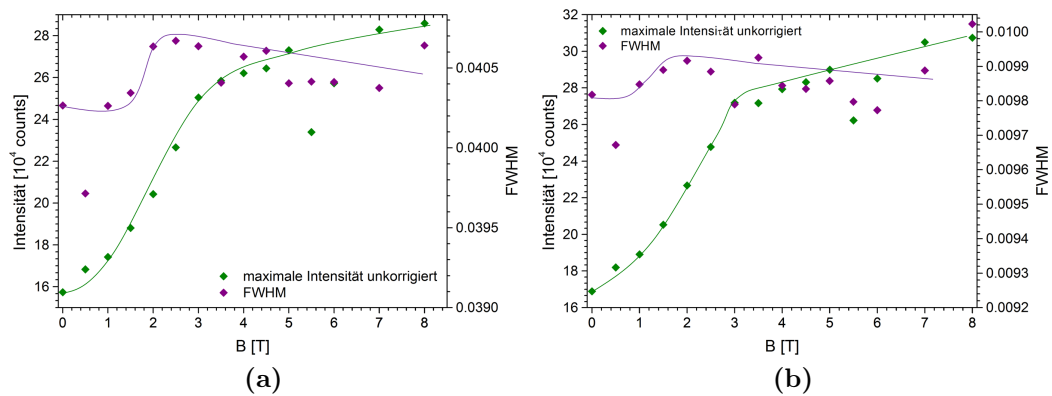 28
26
24
22
20
18
16
Intensität [10⁴ counts]
0.0405
0.0400
0.0395
0.0390
FWHM
maximale Intensität unkorrigiert
FWHM
0 1 2 3 4 5 6 7 8
B [T]
(a)
32
30
28
26
24
22
20
18
16
Intensität [10⁴ counts]
maximale Intensität unkorrigiert
FWHM
0.0100
0.0099
0.0098
0.0097
0.0096
0.0095
0.0094
0.0093
0.0092
FWHM
0 1 2 3 4 5 6 7 8
B [T]
(b)